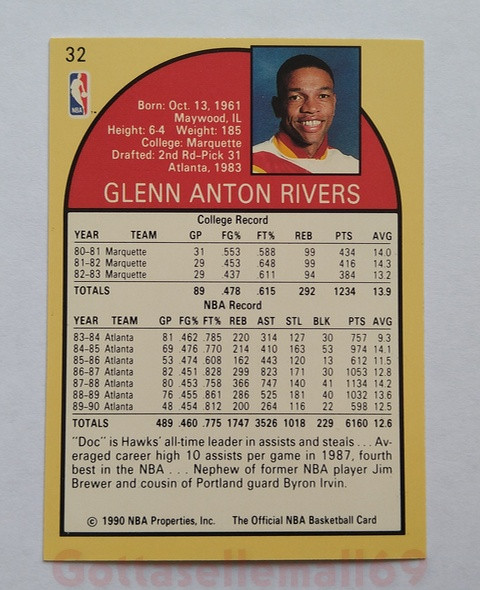 32
NBA
Born: Oct. 13, 1961
Maywood, IL
Height: 6-4 Weight: 185
College: Marquette
Drafted: 2nd Rd-Pick 31
Atlanta, 1983
GLENN ANTON RIVERS
College Record
YEAR TEAM GP FG% FT% REB PTS AVG
80-81 Marquette 31 .553 .588 99 434 14.0
81-82 Marquette 29 .453 .648 99 416 14.3
82-83 Marquette 29 .437 .611 94 384 13.2
TOTALS 89 .478 .615 292 1234 13.9
NBA Record
YEAR TEAM GP FG% FT% REB AST STL BLK PTS AVG
83-84 Atlanta 81 .462 .785 220 314 127 30 757 9.3
84-85 Atlanta 69 .476 .770 214 410 163 53 974 14.1
85-86 Atlanta 53 .474 .608 162 443 120 13 612 11.5
86-87 Atlanta 82 .451 .828 299 823 171 30 1053 12.8
87-88 Atlanta 80 .453 .758 366 747 140 41 1134 14.2
88-89 Atlanta 76 .455 .861 286 525 181 40 1032 13.6
89-90 Atlanta 48 .454 .812 200 264 116 22 598 12.5
TOTALS 489 .460 .775 1747 3526 1018 229 6160 12.6
"Doc" is Hawks' all-time leader in assists and steals . . . Av-
eraged career high 10 assists per game in 1987, fourth
best in the NBA . . . Nephew of former NBA player Jim
Brewer and cousin of Portland guard Byron Irvin.
© 1990 NBA Properties, Inc. The Official NBA Basketball Card
Gottasellemall69